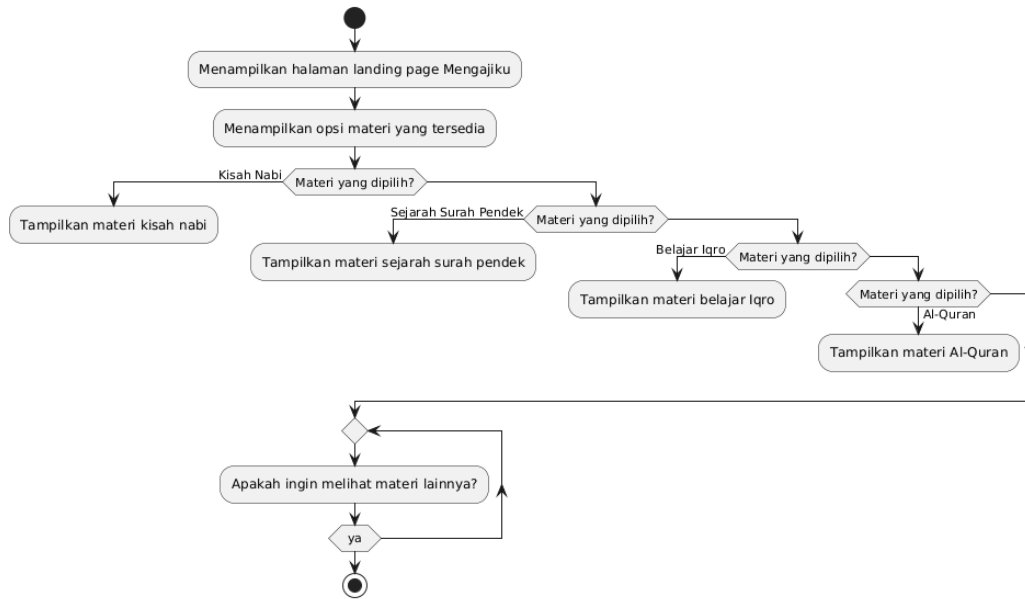 Menampilkan halaman landing page Mengajiku
Menampilkan opsi materi yang tersedia
Kisah Nabi
Materi yang dipilih?
Tampilkan materi kisah nabi
Sejarah Surah Pendek
Materi yang dipilih?
Tampilkan materi sejarah surah pendek
Belajar Iqro
Materi yang dipilih?
Tampilkan materi belajar Iqro
Materi yang dipilih?
Al-Quran
Tampilkan materi Al-Quran
Apakah ingin melihat materi lainnya?
ya